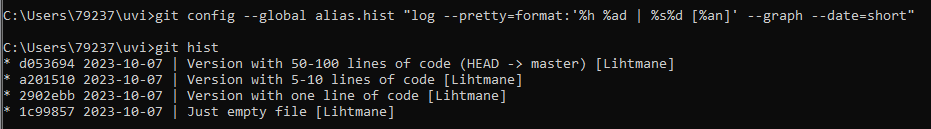 C:\Users\79237\uvi>git config --global alias.hist "log --pretty=format:'%h %ad | %s%d [%an]' --graph --date=short"
C:\Users\79237\uvi>git hist
* d053694 2023-10-07 | Version with 50-100 lines of code (HEAD -> master) [Lihtmane]
* a201510 2023-10-07 | Version with 5-10 lines of code [Lihtmane]
* 2902ebb 2023-10-07 | Version with one line of code [Lihtmane]
* 1c99857 2023-10-07 | Just empty file [Lihtmane]